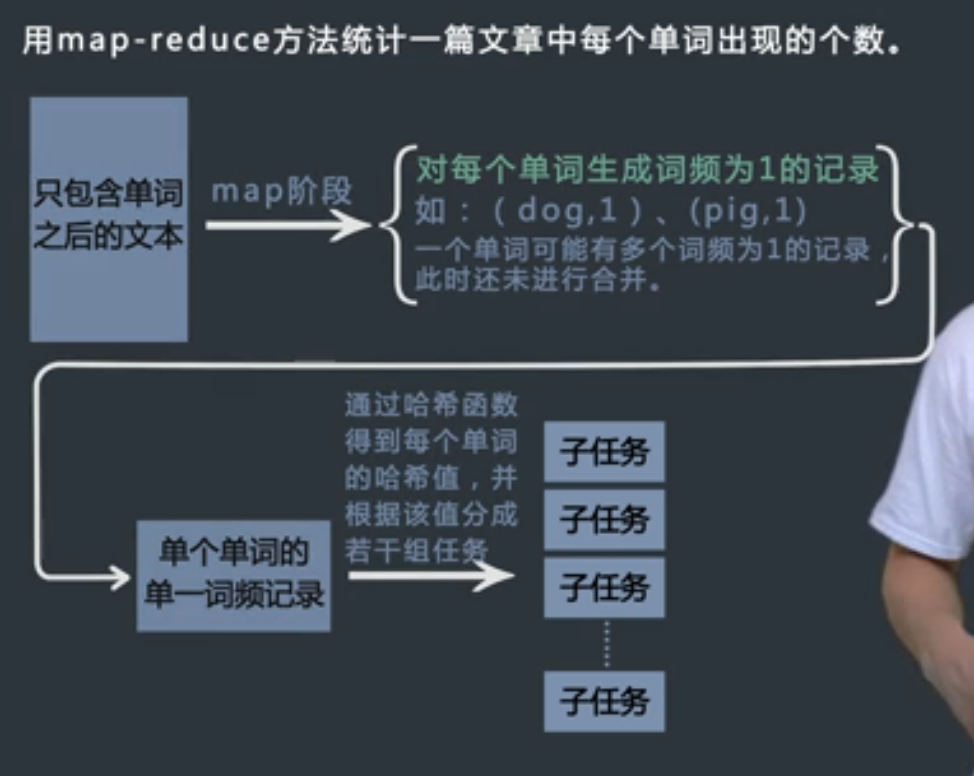 用map-reduce方法统计一篇文章中每个单词出现的个数。
只包含单词
之后的文本
map阶段
对每个单词生成词频为1的记录
如：（dog,1）、(pig,1)
一个单词可能有多个词频为1的记录，
此时还未进行合并。
单个单词的
单一词频记录
通过哈希函数
得到每个单词
的哈希值，并
根据该值分成
若干组任务
子任务
子任务
子任务
子任务